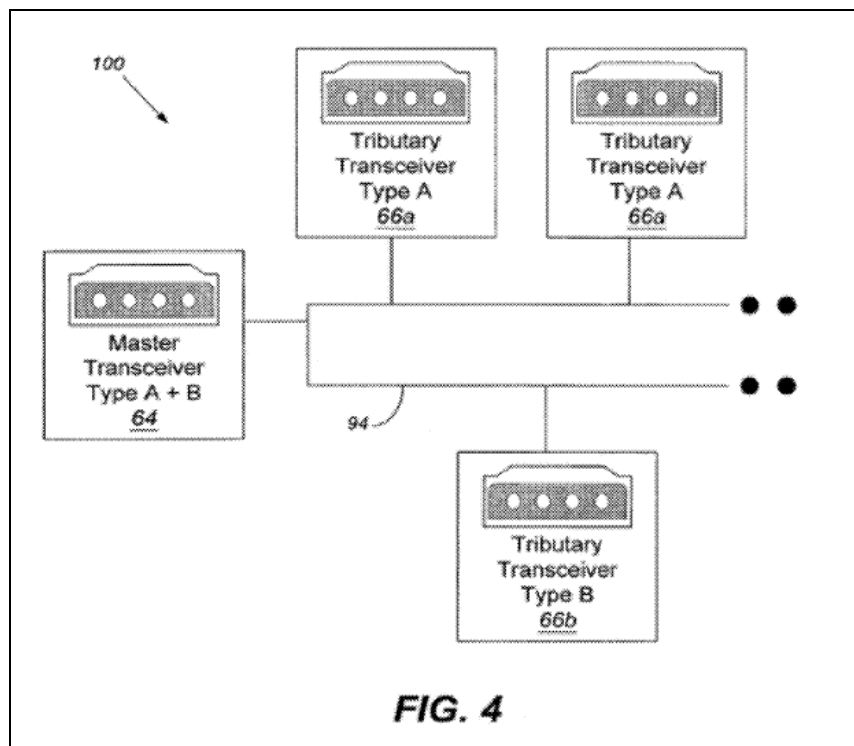 100
Tributary
Transceiver
Type A
66a
Tributary
Transceiver
Type A
66a
Master
Transceiver
Type A + B
64
94
Tributary
Transceiver
Type B
66b
FIG. 4